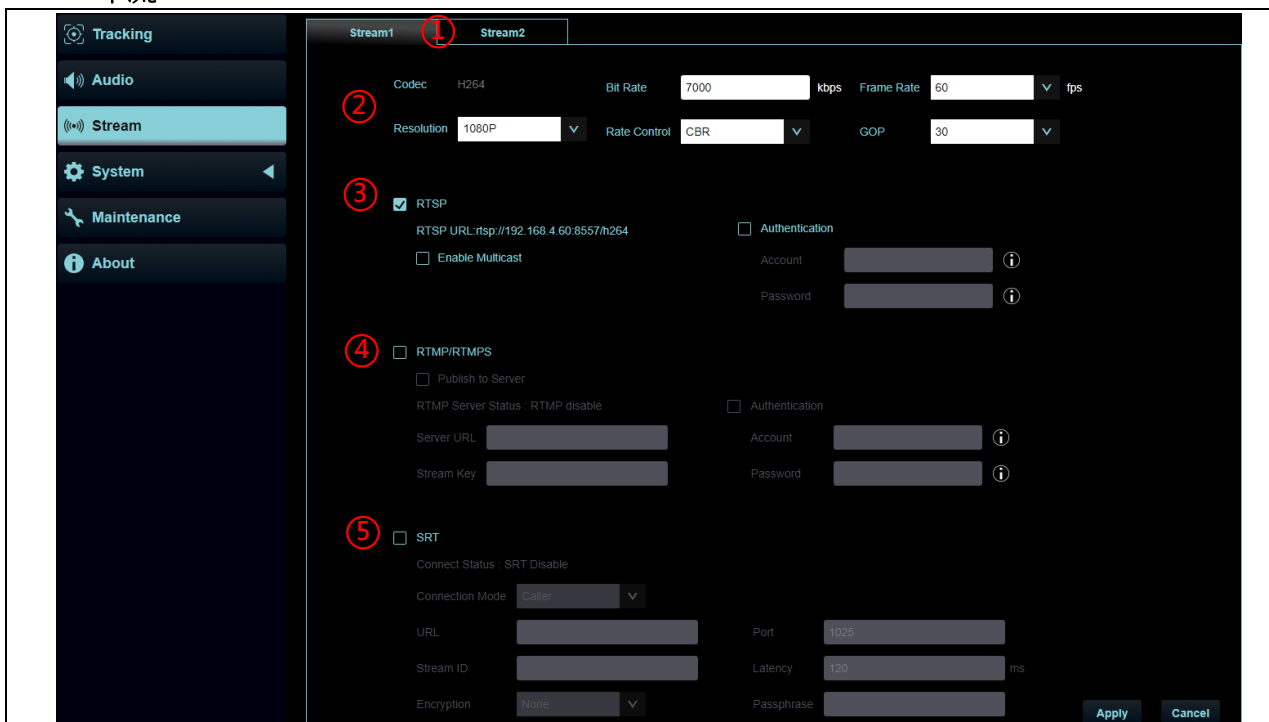 Tracking
Audio
Stream
System
Maintenance
About
Stream1 ① Stream2
②
Codec H264 Bit Rate 7000 kbps Frame Rate 60 fps
Resolution 1080P Rate Control CBR GOP 30
③
RTSP
RTSP URL:rtsp://192.168.4.60:8557/h264 Authentication
Enable Multicast Account
Password
④
RTMP/RTMPS
Publish to Server
RTMP Server Status : RTMP disable Authentication
Server URL Account
Stream Key Password
⑤
SRT
Connect Status : SRT Disable
Connection Mode Caller
URL Port 1025
Stream ID Latency 120 ms
Encryption None Passphrase
Apply Cancel